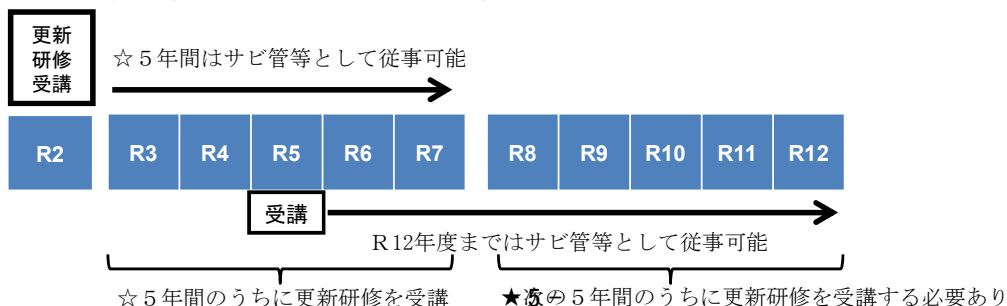 更新
研修
受講
☆５年間はサビ管等として従事可能
R2 R3 R4 R5 R6 R7 R8 R9 R10 R11 R12
受講
Ｒ12年度まではサビ管等として従事可能
☆５年間のうちに更新研修を受講 ★次の５年間のうちに更新研修を受講する必要あり